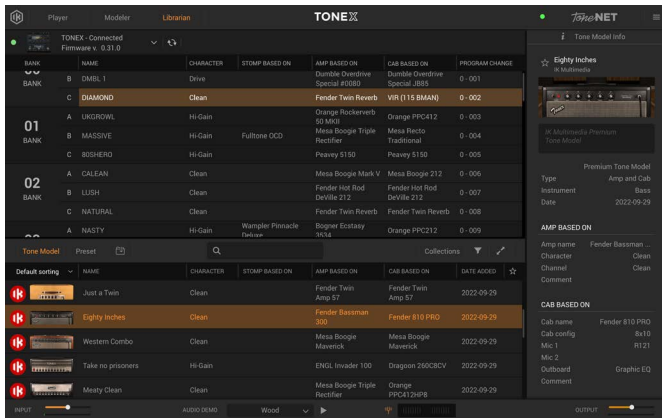 Player Modeler Librarian TONEX ToneNET
TONEX - Connected
Firmware v. 0.31.0
i Tone Model Info
BANK NAME CHARACTER STOMP BASED ON AMP BASED ON CAB BASED ON PROGRAM CHANGE
00
BANK
B DMBL 1 Drive Dumble Overdrive Special #0080 Dumble Overdrive Special JB85 0 - 001
C DIAMOND Clean Fender Twin Reverb VIR (115 BMAN) 0 - 002
01
BANK
A UKGROWL Hi-Gain Orange Rockerverb 50 MKII Orange PPC412 0 - 003
B MASSIVE Hi-Gain Fulltone OCD Mesa Boogie Triple Rectifier Mesa Recto Traditional 0 - 004
C 80SHERO Hi-Gain Peavey 5150 Peavey 5150 0 - 005
02
BANK
A CALEAN Clean Mesa Boogie Mark V Mesa Boogie 212 0 - 006
B LUSH Clean Fender Hot Rod DeVille 212 Fender Hot Rod DeVille 212 0 - 007
C NATURAL Clean Fender Twin Reverb Fender Twin Reverb 0 - 008
A NASTY Hi-Gain Wampler Pinnacle Deluxe Bogner Ecstasy 3534 Orange PPC212 0 - 009
Tone Model Preset Collections
Default sorting NAME CHARACTER STOMP BASED ON AMP BASED ON CAB BASED ON DATE ADDED
Just a Twin Clean Fender Twin Amp 57 Fender Twin Amp 57 2022-09-29
Eighty Inches Clean Fender Bassman 300 Fender 810 PRO 2022-09-29
Western Combo Clean Mesa Boogie Maverick Mesa Boogie Maverick 2022-09-29
Take no prisoners Hi-Gain ENGL Invader 100 Dragoon 260C8CV 2022-09-29
Meaty Clean Clean Mesa Boogie Triple Rectifier Orange PPC412HP8 2022-09-29
INPUT AUDIO DEMO Wood OUTPUT
Eighty Inches
IK Multimedia
IK Multimedia Premium
Tone Model
Premium Tone Model
Type Amp and Cab
Instrument Bass
Date 2022-09-29
AMP BASED ON
Amp name Fender Bassman ...
Character Clean
Channel Clean
Comment
CAB BASED ON
Cab name Fender 810 PRO
Cab config 8x10
Mic 1 R121
Mic 2
Outboard Graphic EQ
Comment